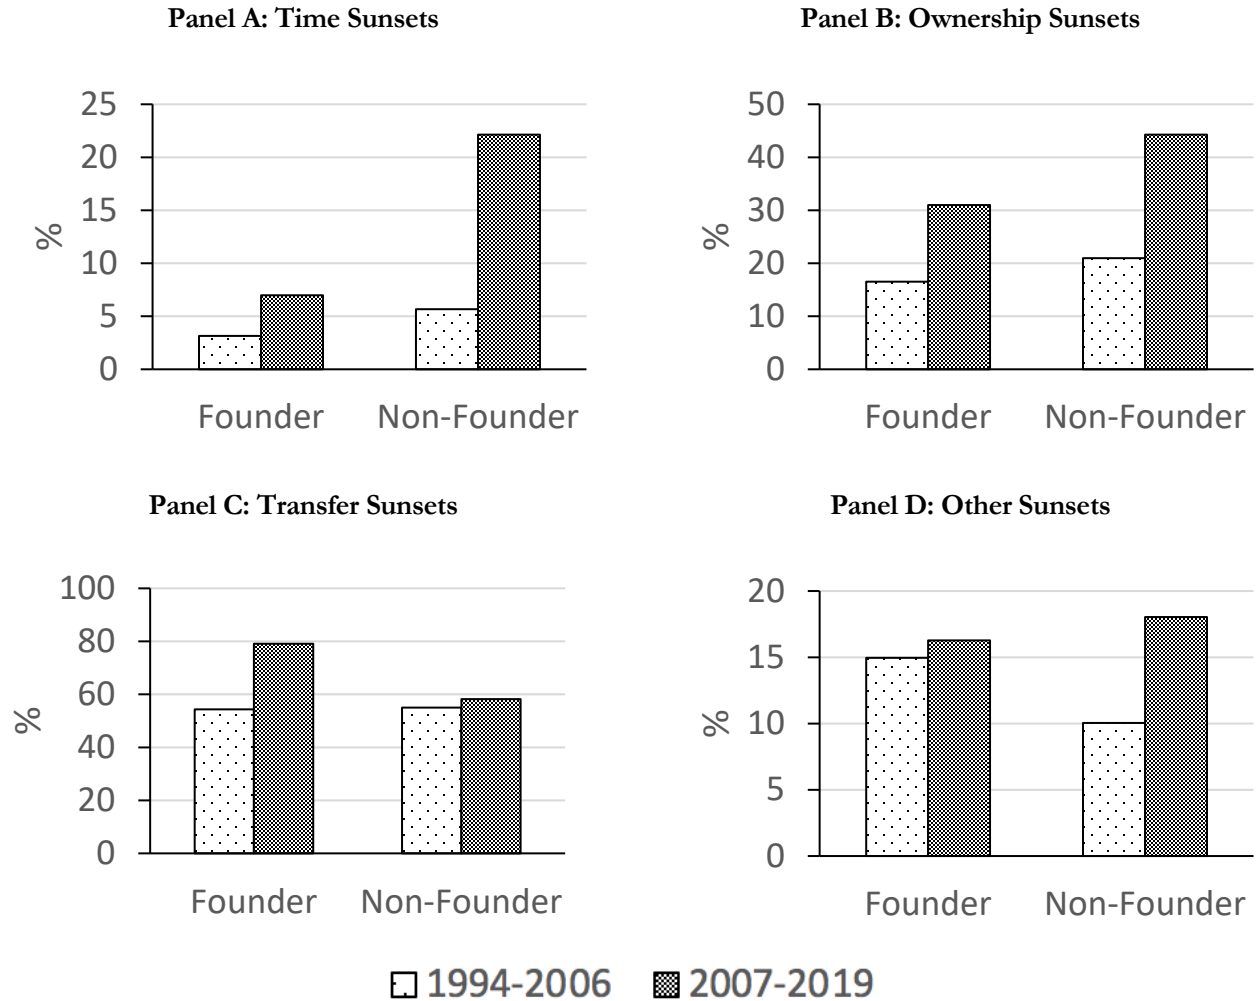 Panel A: Time Sunsets
25
20
15
10
5
0
%
Founder
Non-Founder
Panel B: Ownership Sunsets
50
40
30
20
10
0
%
Founder
Non-Founder
Panel C: Transfer Sunsets
100
80
60
40
20
0
%
Founder
Non-Founder
Panel D: Other Sunsets
20
15
10
5
0
%
Founder
Non-Founder
1994-2006
2007-2019